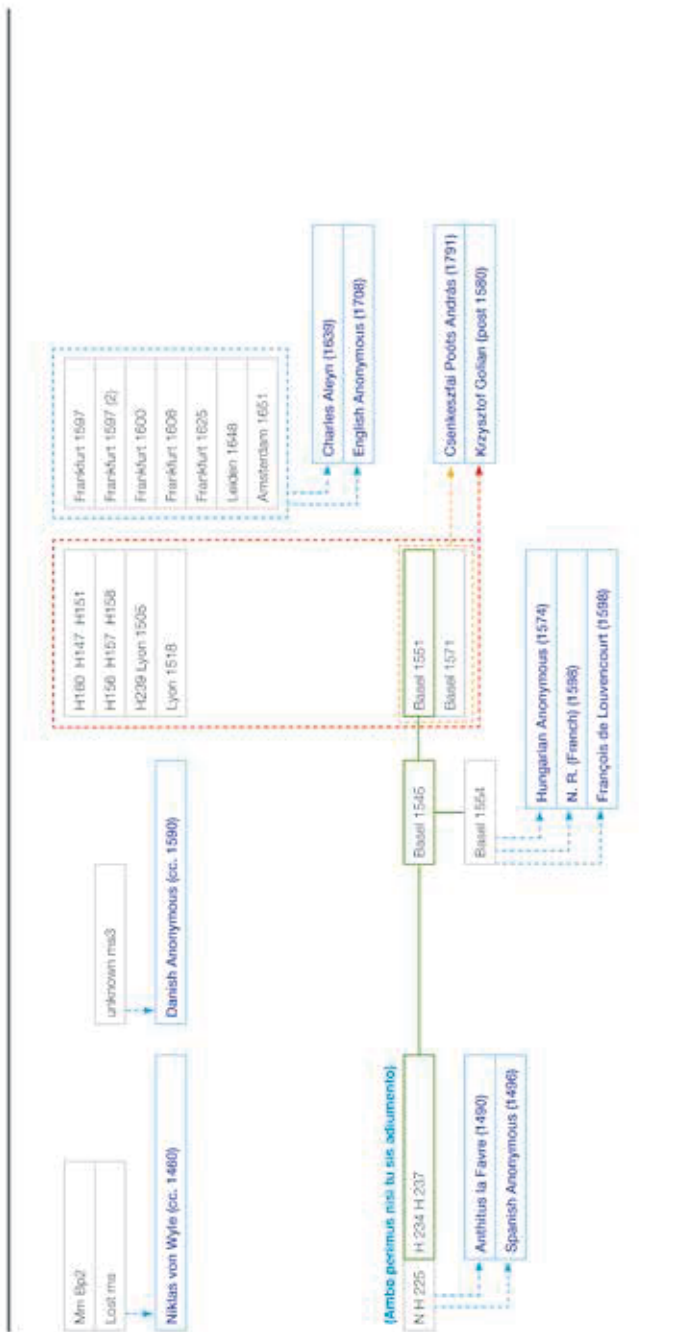 Mm Bp2
Lost ms
Niklas von Wyle (cc. 1460)
unknown ms3
Danish Anonymous (cc. 1590)
H160 H147 H151
H156 H157 H158
H239 Lyon 1505
Lyon 1518
Frankfurt 1597
Frankfurt 1597 (2)
Frankfurt 1600
Frankfurt 1606
Frankfurt 1625
Leiden 1648
Amsterdam 1651
Charles Aleyn (1639)
English Anonymous (1708)
(Ambo perimus nisi tu sis adiumento)
N H 225
H 234 H 237
Anthitus la Favre (1490)
Spanish Anonymous (1496)
Basel 1545
Basel 1554
Basel 1551
Basel 1571
Hungarian Anonymous (1574)
N. R. (French) (1598)
François de Louvencourt (1598)
Csenkeszfai Poóts András (1791)
Krzysztof Golian (post 1580)